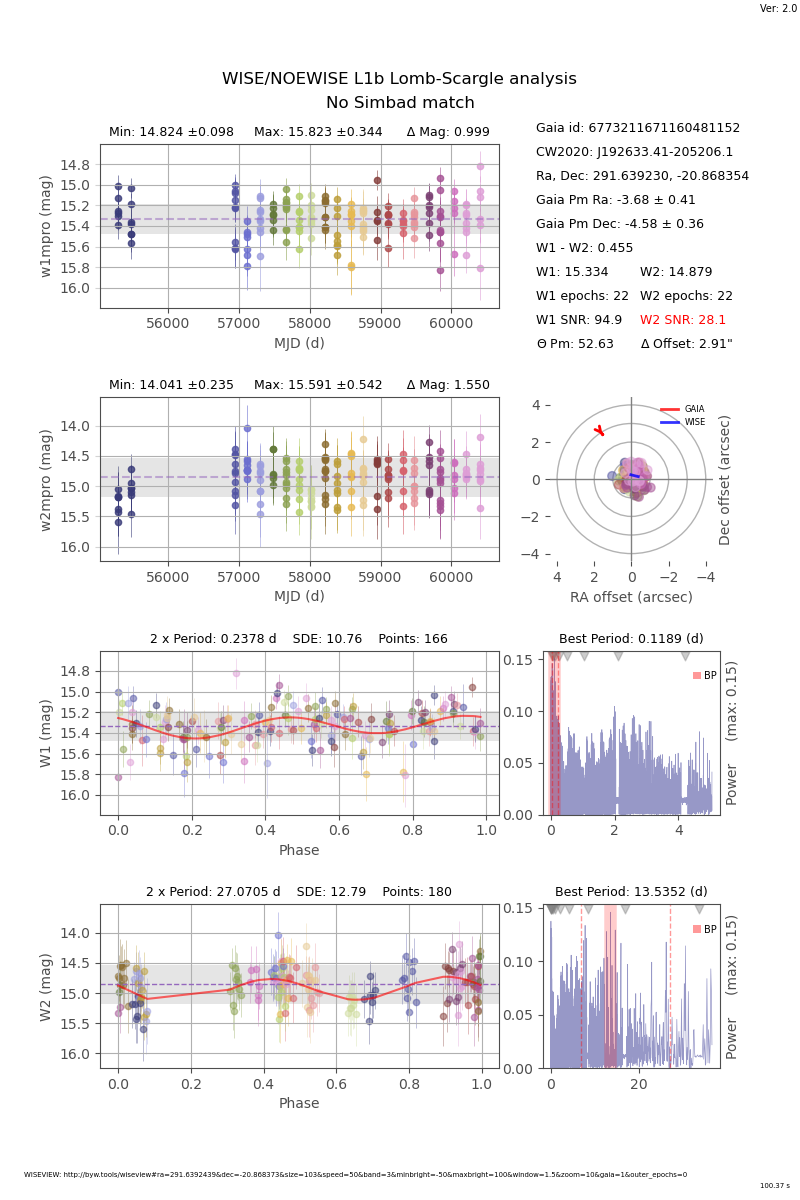 Ver: 2.0
WISE/NOEWISE L1b Lomb-Scargle analysis
No Simbad match
Min: 14.824 ±0.098 Max: 15.823 ±0.344 Δ Mag: 0.999
14.8
15.0
15.2
15.4
15.6
15.8
16.0
w1mpro (mag)
56000 57000 58000 59000 60000
MJD (d)
Gaia id: 6773211671160481152
CW2020: J192633.41-205206.1
Ra, Dec: 291.639230, -20.868354
Gaia Pm Ra: -3.68 ± 0.41
Gaia Pm Dec: -4.58 ± 0.36
W1 - W2: 0.455
W1: 15.334 W2: 14.879
W1 epochs: 22 W2 epochs: 22
W1 SNR: 94.9 W2 SNR: 28.1
Θ Pm: 52.63 Δ Offset: 2.91"
Min: 14.041 ±0.235 Max: 15.591 ±0.542 Δ Mag: 1.550
14.0
14.5
15.0
15.5
16.0
w2mpro (mag)
56000 57000 58000 59000 60000
MJD (d)
GAIA
WISE
4
2
0
−2
−4
4 2 0 −2 −4
RA offset (arcsec)
Dec offset (arcsec)
2 x Period: 0.2378 d SDE: 10.76 Points: 166
14.8
15.0
15.2
15.4
15.6
15.8
16.0
W1 (mag)
0.0 0.2 0.4 0.6 0.8 1.0
Phase
Best Period: 0.1189 (d)
BP
0.15
0.10
0.05
0.00
0 2 4
Power (max: 0.15)
2 x Period: 27.0705 d SDE: 12.79 Points: 180
14.0
14.5
15.0
15.5
16.0
W2 (mag)
0.0 0.2 0.4 0.6 0.8 1.0
Phase
Best Period: 13.5352 (d)
BP
0.15
0.10
0.05
0.00
0 20
Power (max: 0.15)
WISEVIEW: http://byw.tools/wiseview#ra=291.6392439&dec=-20.868373&size=103&speed=50&band=3&minbright=-50&maxbright=100&window=1.5&zoom=10&gaia=1&outer_epochs=0
100.37 s